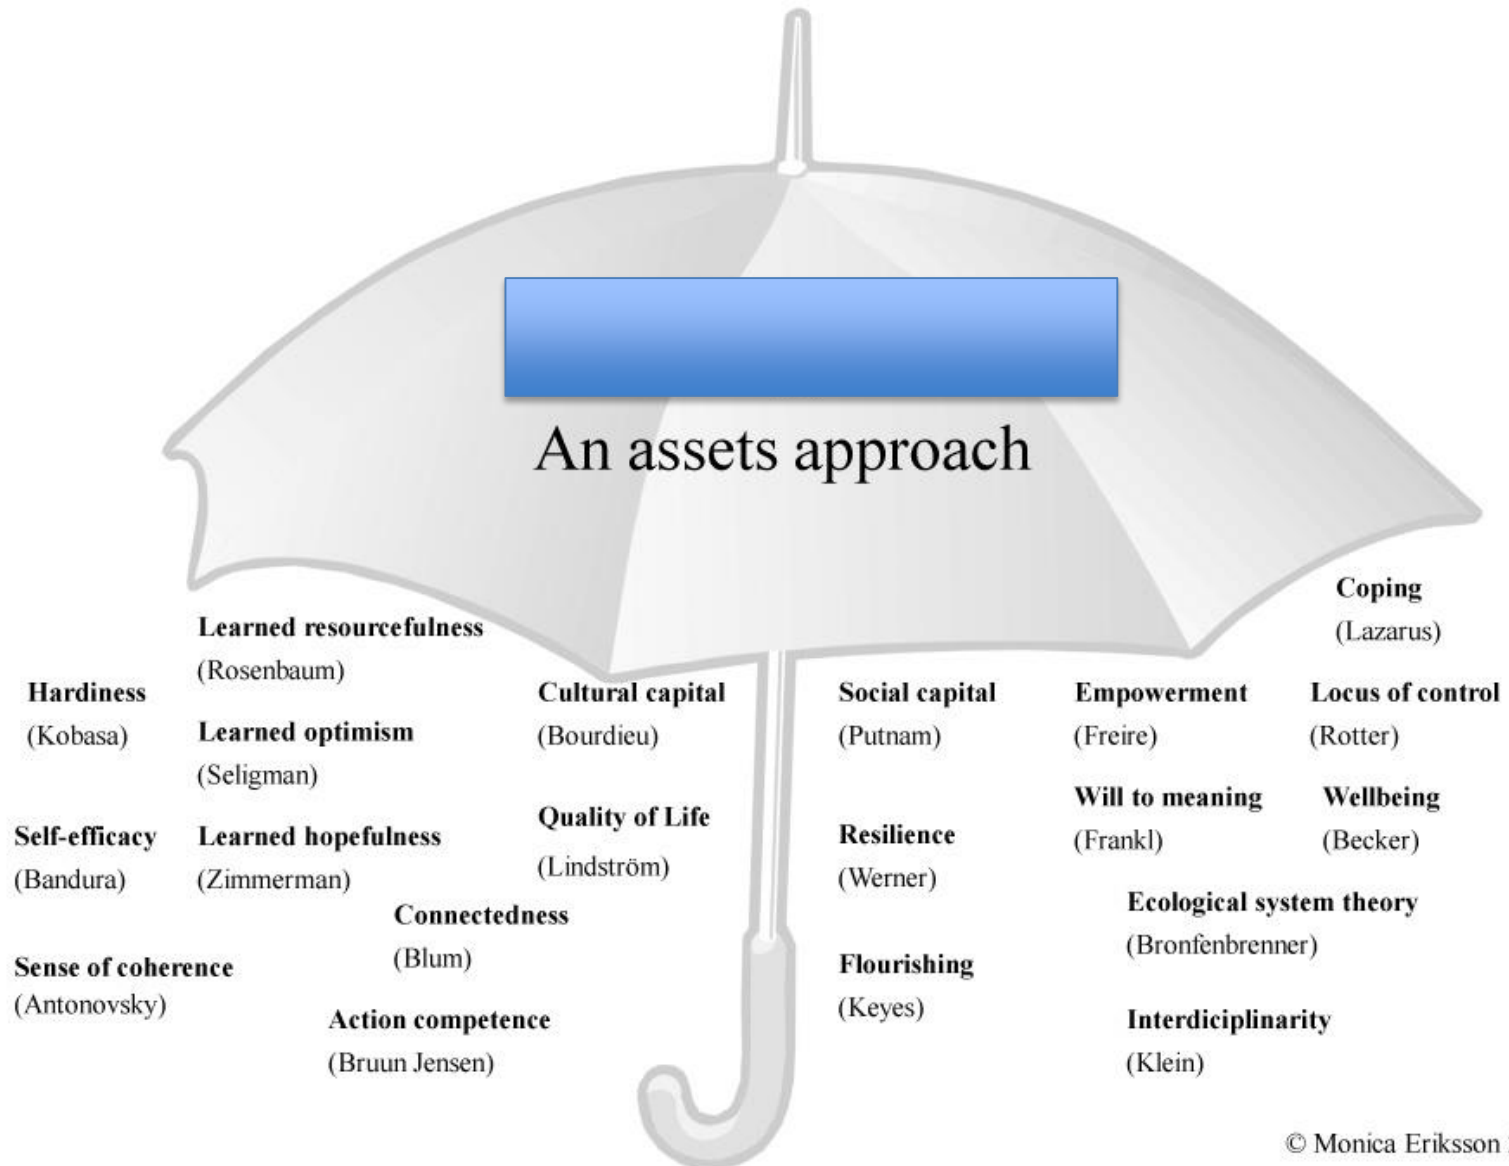 An assets approach
Coping
(Lazarus)
Learned resourcefulness
(Rosenbaum)
Hardiness
(Kobasa)
Learned optimism
(Seligman)
Cultural capital
(Bourdieu)
Social capital
(Putnam)
Empowerment
(Freire)
Locus of control
(Rotter)
Self-efficacy
(Bandura)
Learned hopefulness
(Zimmerman)
Quality of Life
(Lindström)
Resilience
(Werner)
Will to meaning
(Frankl)
Wellbeing
(Becker)
Connectedness
(Blum)
Ecological system theory
(Bronfenbrenner)
Sense of coherence
(Antonovsky)
Action competence
(Bruun Jensen)
Flourishing
(Keyes)
Interdiciplinarity
(Klein)
© Monica Eriksson